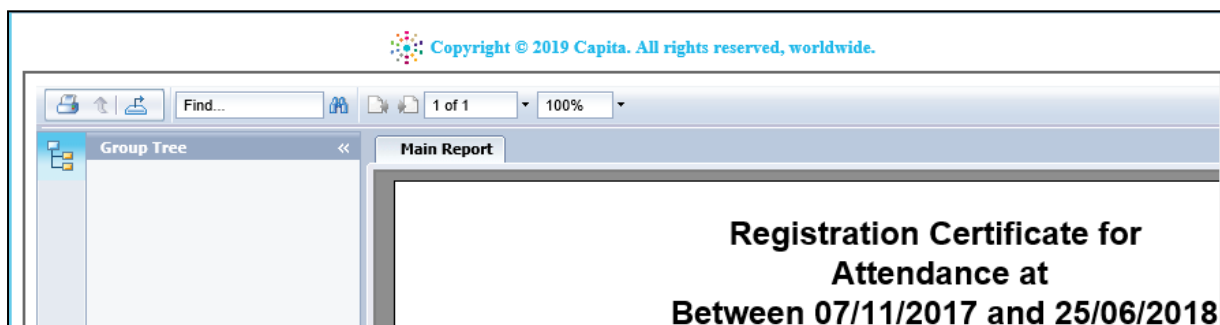 Copyright © 2019 Capita. All rights reserved, worldwide.
Find...
1 of 1
100%
Group Tree
Main Report
Registration Certificate for
Attendance at
Between 07/11/2017 and 25/06/2018